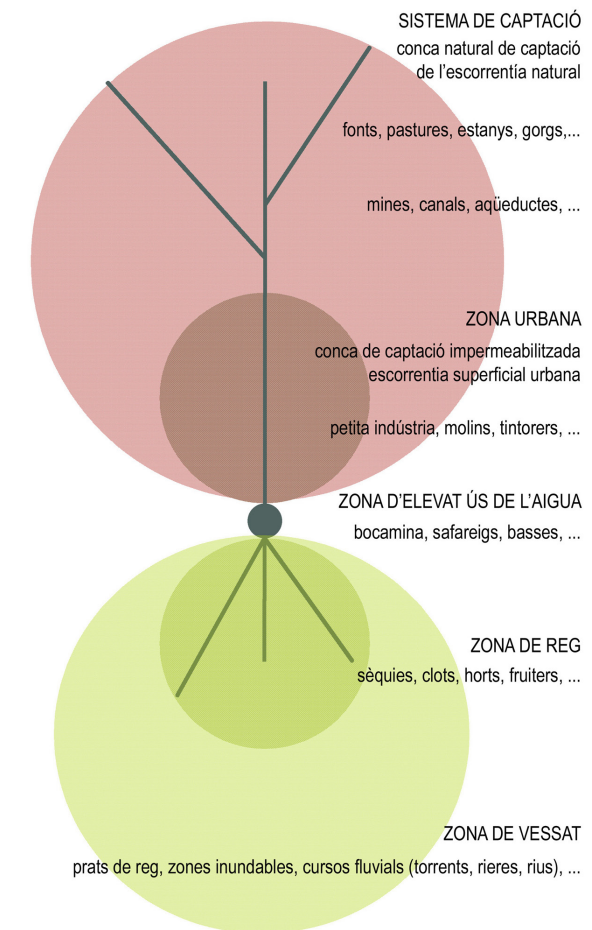 SISTEMA DE CAPTACIÓ
conca natural de captació
de l'escorrentía natural
fonts, pastures, estanys, gorgs,...
mines, canals, aqüeductes, ...
ZONA URBANA
conca de captació impermeabilitzada
escorrentia superficial urbana
petita indústria, molins, tintorers, ...
ZONA D'ELEVAT ÚS DE L'AIGUA
bocamina, safareigs, basses, ...
ZONA DE REG
sèquies, clots, horts, fruiters, ...
ZONA DE VESSAT
prats de reg, zones inundables, cursos fluvials (torrents, rieres, rius), ...